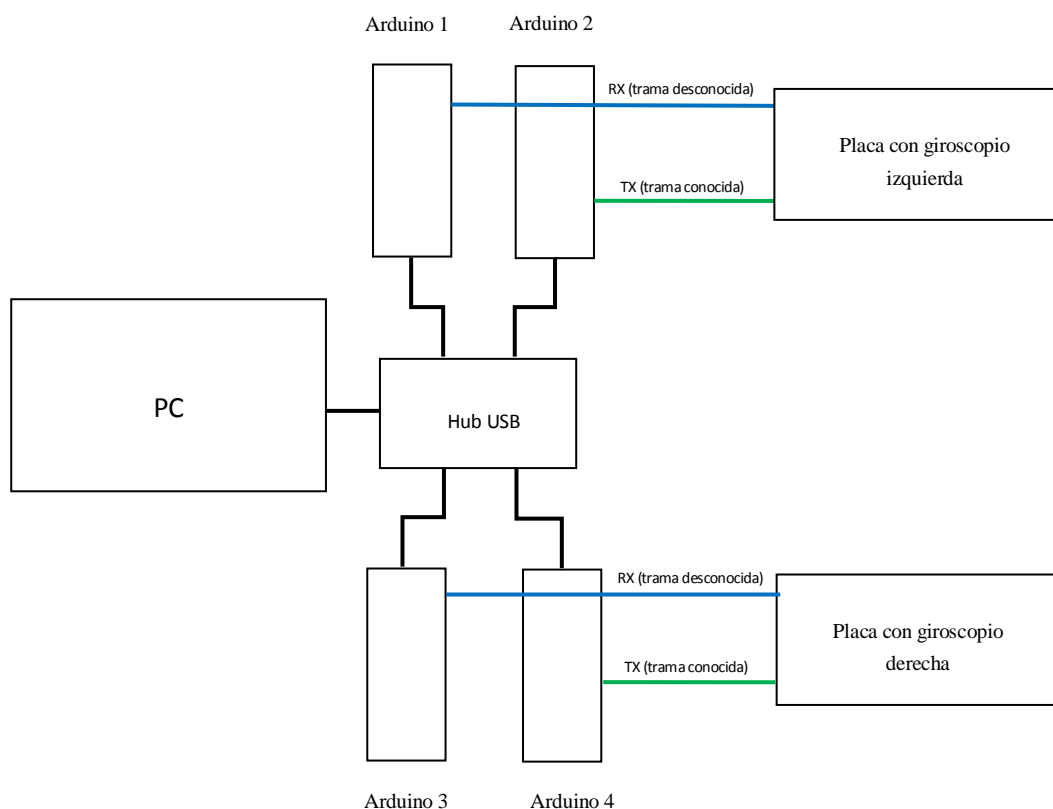 Arduino 1
Arduino 2
RX (trama desconocida)
Placa con giroscopio
izquierda
TX (trama conocida)
PC
Hub USB
RX (trama desconocida)
Placa con giroscopio
derecha
TX (trama conocida)
Arduino 3
Arduino 4